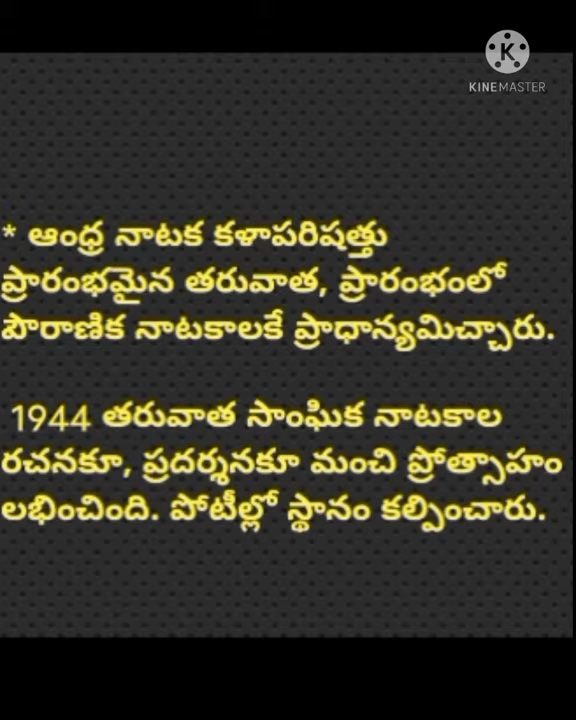 KINEMASTER
* ఆంధ్ర నాటక కళాపరిషత్తు
ప్రారంభమైన తరువాత, ప్రారంభంలో
పౌరాణిక నాటకాలకే ప్రాధాన్యమిచ్చారు.
1944 తరువాత సాంఘిక నాటకాల
రచనకూ, ప్రదర్శనకూ మంచి ప్రోత్సాహం
లభించింది. పోటీల్లో స్థానం కల్పించారు.